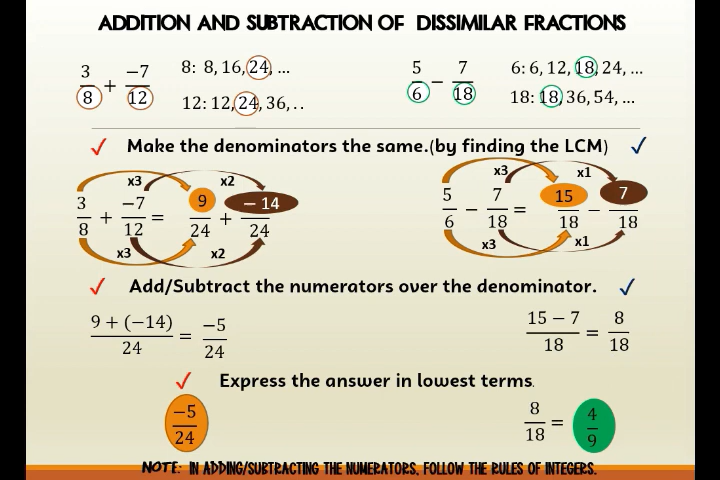 ADDITION AND SUBTRACTION OF DISSIMILAR FRACTIONS
3/8 + −7/12
8: 8, 16, 24, ...
12: 12, 24, 36, ..
5/6 − 7/18
6: 6, 12, 18, 24, ...
18: 18, 36, 54, ...
✓ Make the denominators the same.(by finding the LCM) ✓
x3 x2
3/8 + −7/12 = 9/24 + −14/24
x3 x2
x3 x1
5/6 − 7/18 = 15/18 − 7/18
x3 x1
✓ Add/Subtract the numerators over the denominator. ✓
9 + (−14)/24 = −5/24
15 − 7/18 = 8/18
✓ Express the answer in lowest terms.
−5/24
8/18 = 4/9
NOTE: IN ADDING/SUBTRACTING THE NUMERATORS, FOLLOW THE RULES OF INTEGERS.